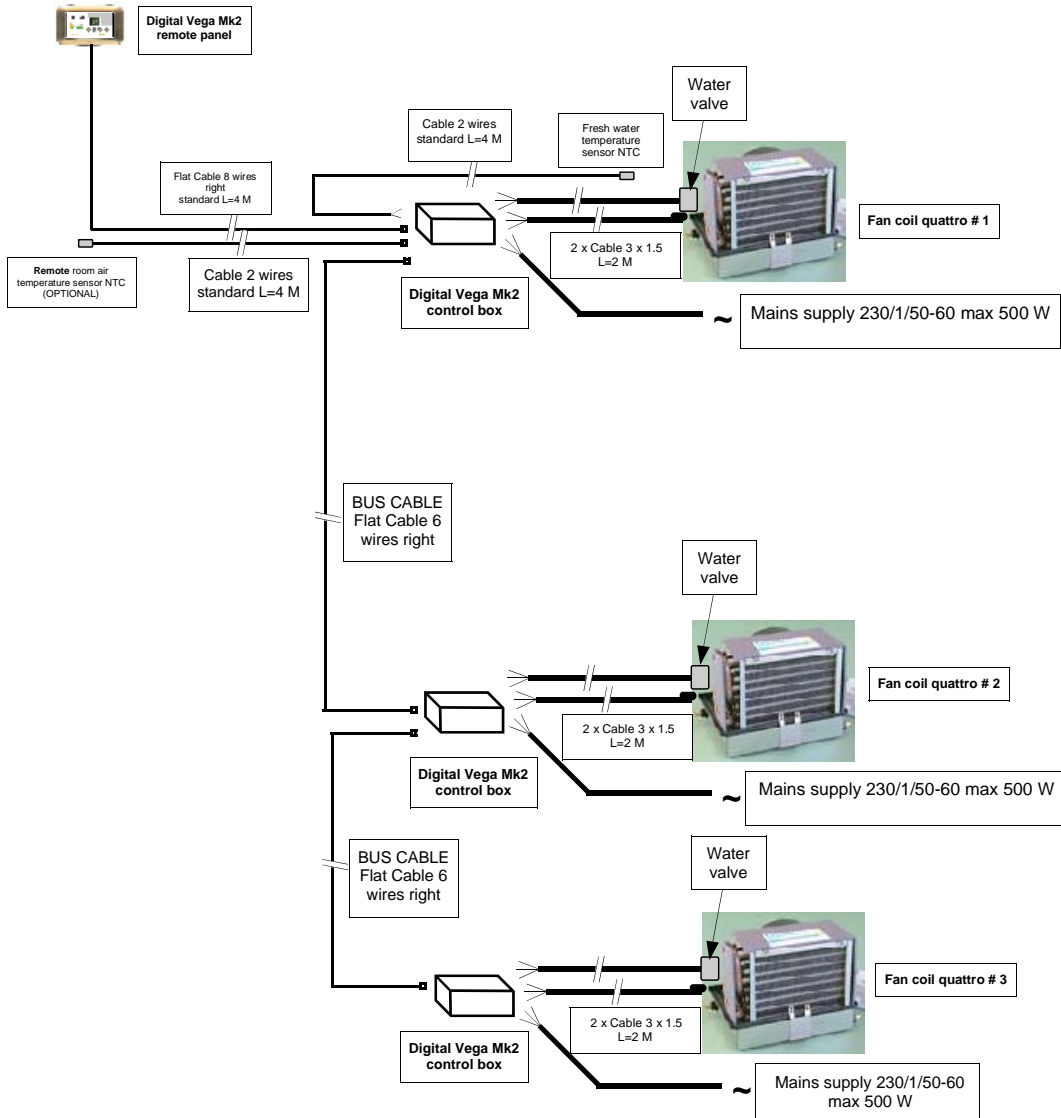 Digital Vega Mk2
remote panel
Water
valve
Cable 2 wires
standard L=4 M
Fresh water
temperature
sensor NTC
Flat Cable 8 wires
right
standard L=4 M
Fan coil quattro # 1
2 x Cable 3 x 1.5
L=2 M
Remote room air
temperature sensor NTC
(OPTIONAL)
Cable 2 wires
standard L=4 M
Digital Vega Mk2
control box
~ Mains supply 230/1/50-60 max 500 W
BUS CABLE
Flat Cable 6
wires right
Water
valve
Fan coil quattro # 2
2 x Cable 3 x 1.5
L=2 M
Digital Vega Mk2
control box
~ Mains supply 230/1/50-60 max 500 W
BUS CABLE
Flat Cable 6
wires right
Water
valve
Fan coil quattro # 3
2 x Cable 3 x 1.5
L=2 M
Digital Vega Mk2
control box
~ Mains supply 230/1/50-60
max 500 W